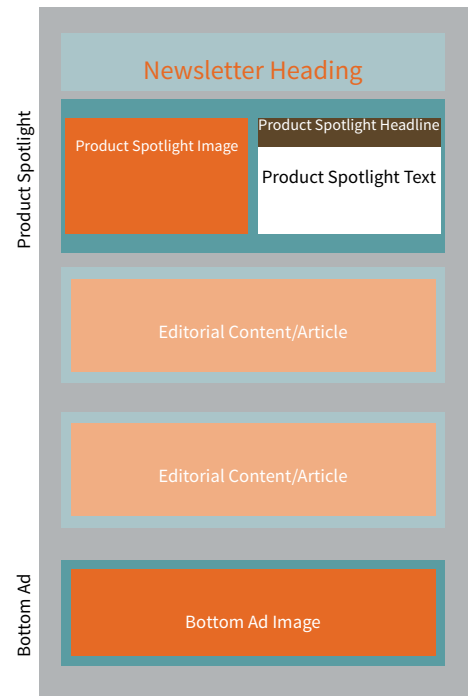 Newsletter Heading
Product Spotlight
Product Spotlight Image
Product Spotlight Headline
Product Spotlight Text
Editorial Content/Article
Editorial Content/Article
Bottom Ad
Bottom Ad Image